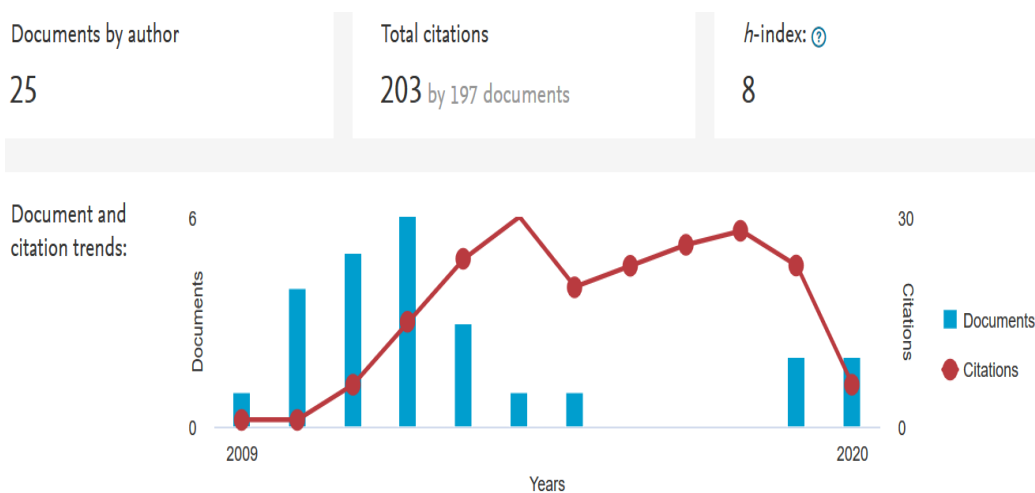 Documents by author
25
Total citations
203 by 197 documents
h-index: ?
8
Document and
citation trends:
6
0
Documents
30
0
Citations
2009
2020
Years
Documents
Citations